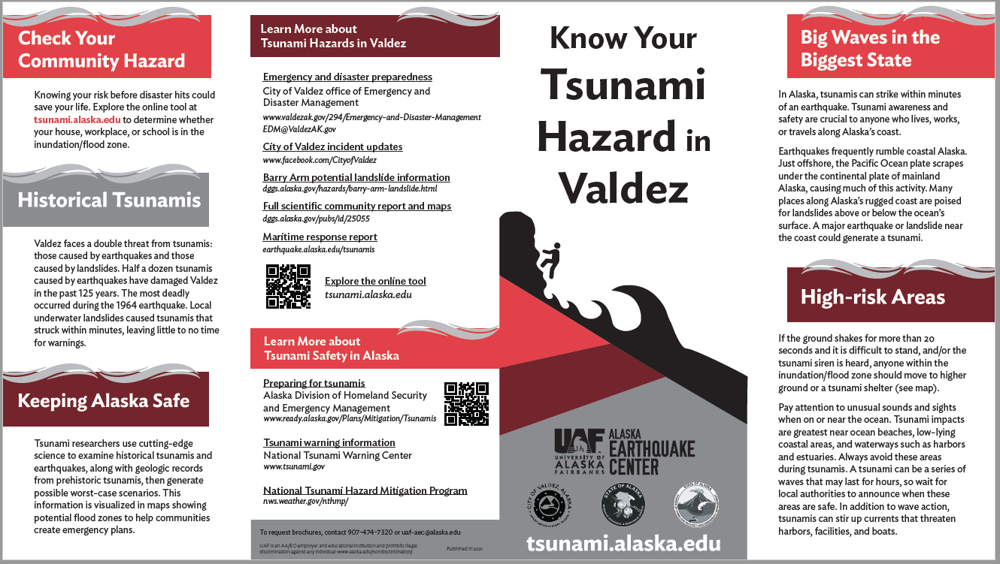 Check Your
Community Hazard
Knowing your risk before disaster hits could
save your life. Explore the online tool at
tsunami.alaska.edu to determine whether
your house, workplace, or school is in the
inundation/flood zone.
Historical Tsunamis
Valdez faces a double threat from tsunamis:
those caused by earthquakes and those
caused by landslides. Half a dozen tsunamis
caused by earthquakes have damaged Valdez
in the past 125 years. The most deadly
occurred during the 1964 earthquake. Local
underwater landslides caused tsunamis that
struck within minutes, leaving little to no time
for warnings.
Keeping Alaska Safe
Tsunami researchers use cutting-edge
science to examine historical tsunamis and
earthquakes, along with geologic records
from prehistoric tsunamis, then generate
possible worst-case scenarios. This
information is visualized in maps showing
potential flood zones to help communities
create emergency plans.
Learn More about
Tsunami Hazards in Valdez
Emergency and disaster preparedness
City of Valdez office of Emergency and
Disaster Management
www.valdezak.gov/294/Emergency-and-Disaster-Management
EDM@ValdezAK.gov
City of Valdez incident updates
www.facebook.com/CityofValdez
Barry Arm potential landslide information
dggs.alaska.gov/hazards/barry-arm-landslide.html
Full scientific community report and maps
dggs.alaska.gov/pubs/id/25055
Maritime response report
earthquake.alaska.edu/tsunamis
Explore the online tool
tsunami.alaska.edu
Learn More about
Tsunami Safety in Alaska
Preparing for tsunamis
Alaska Division of Homeland Security
and Emergency Management
www.ready.alaska.gov/Plans/Mitigation/Tsunamis
Tsunami warning information
National Tsunami Warning Center
www.tsunami.gov
National Tsunami Hazard Mitigation Program
nws.weather.gov/nthmp/
To request brochures, contact 907-474-7320 or uaf-aec@alaska.edu
UAF is an AA/EO employer and educational institution and prohibits illegal
discrimination against any individual: www.alaska.edu/nondiscrimination/.
Published in 2021
Know Your
Tsunami
Hazard in
Valdez
UAF
UNIVERSITY OF
ALASKA
FAIRBANKS
ALASKA
EARTHQUAKE
CENTER
CITY OF VALDEZ, ALASKA
STATE OF ALASKA
STATE OF ALASKA
tsunami.alaska.edu
Big Waves in the
Biggest State
In Alaska, tsunamis can strike within minutes
of an earthquake. Tsunami awareness and
safety are crucial to anyone who lives, works,
or travels along Alaska's coast.
Earthquakes frequently rumble coastal Alaska.
Just offshore, the Pacific Ocean plate scrapes
under the continental plate of mainland
Alaska, causing much of this activity. Many
places along Alaska's rugged coast are poised
for landslides above or below the ocean's
surface. A major earthquake or landslide near
the coast could generate a tsunami.
High-risk Areas
If the ground shakes for more than 20
seconds and it is difficult to stand, and/or the
tsunami siren is heard, anyone within the
inundation/flood zone should move to higher
ground or a tsunami shelter (see map).
Pay attention to unusual sounds and sights
when on or near the ocean. Tsunami impacts
are greatest near ocean beaches, low-lying
coastal areas, and waterways such as harbors
and estuaries. Always avoid these areas
during tsunamis. A tsunami can be a series of
waves that may last for hours, so wait for
local authorities to announce when these
areas are safe. In addition to wave action,
tsunamis can stir up currents that threaten
harbors, facilities, and boats.